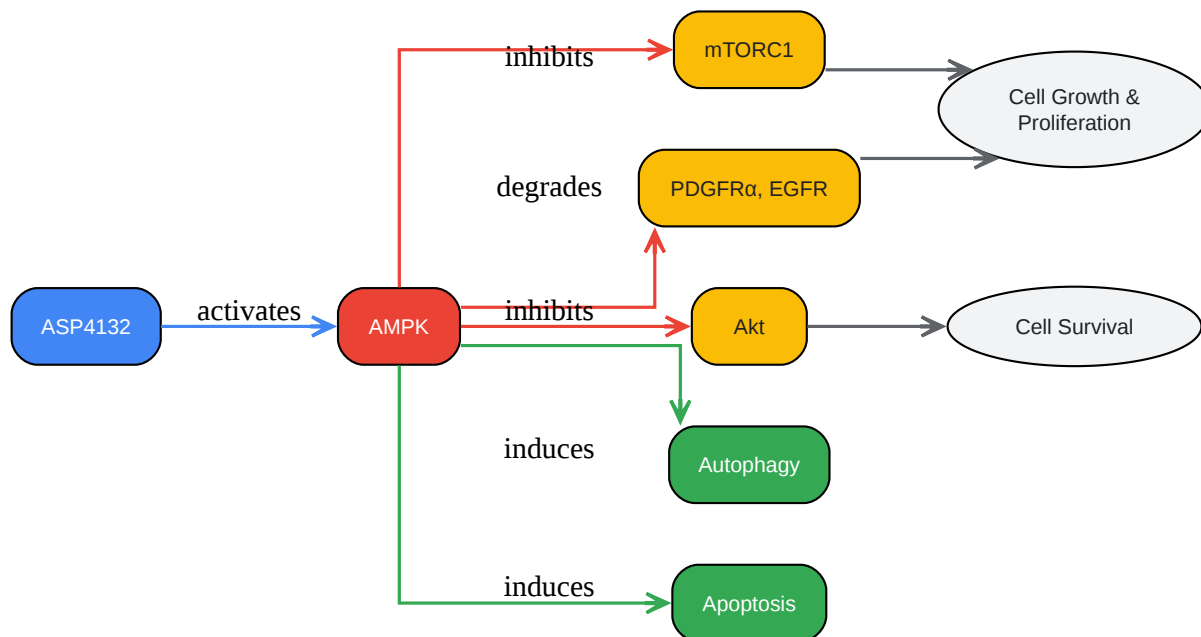 inhibits
mTORC1
Cell Growth &
Proliferation
degrades
PDGFRα, EGFR
ASP4132
activates
AMPK
inhibits
Akt
Cell Survival
induces
Autophagy
induces
Apoptosis